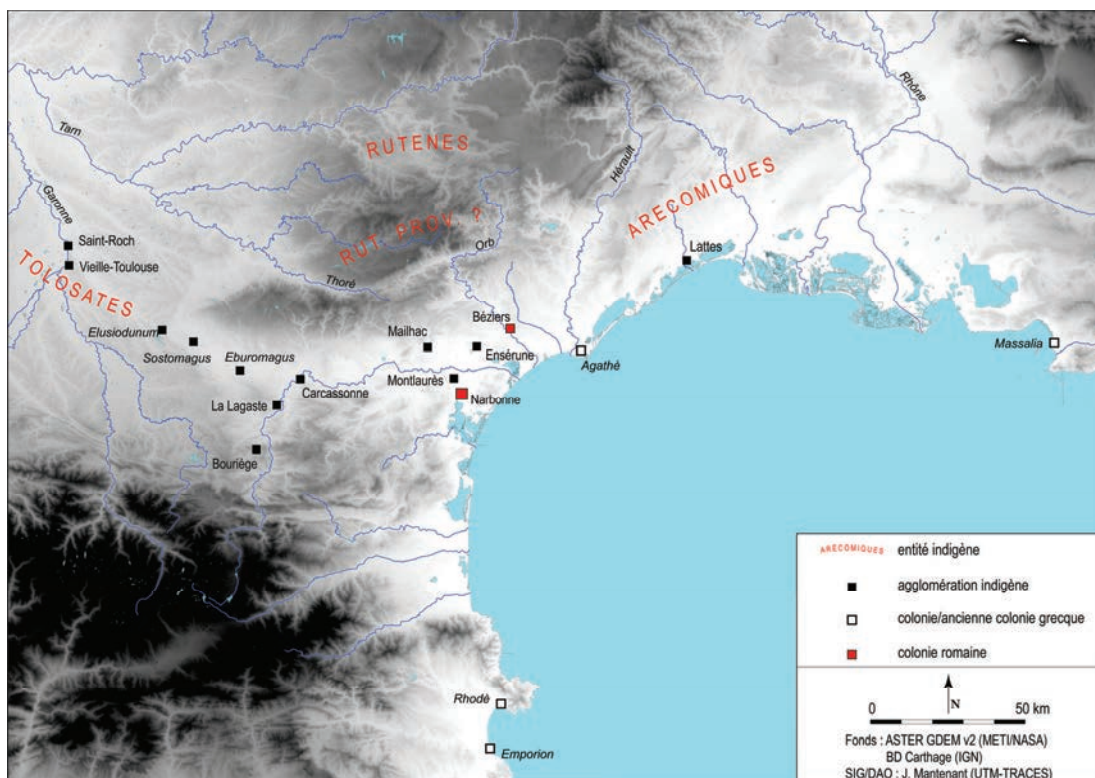 Tarn
Garonne
RUTENES
RUT. PROV. ?
Hérault
ARECOMIQUES
Rhône
Saint-Roch
Vieille-Toulouse
TOLOSATES
Thoré
Orb
Lattes
Elusiodunum
Sostomagus
Eburomagus
Mailhac
Béziers
Ensérune
Agathé
Massalia
Carcassonne
Montlaurès
Narbonne
La Lagaste
Bouriège
Rhodè
Emporion
ARECOMIQUES entité indigène
agglomération indigène
colonie/ancienne colonie grecque
colonie romaine
N
0 50 km
Fonds : ASTER GDEM v2 (METI/NASA)
BD Carthage (IGN)
SIG/DAO : J. Mantenant (UTM-TRACES)